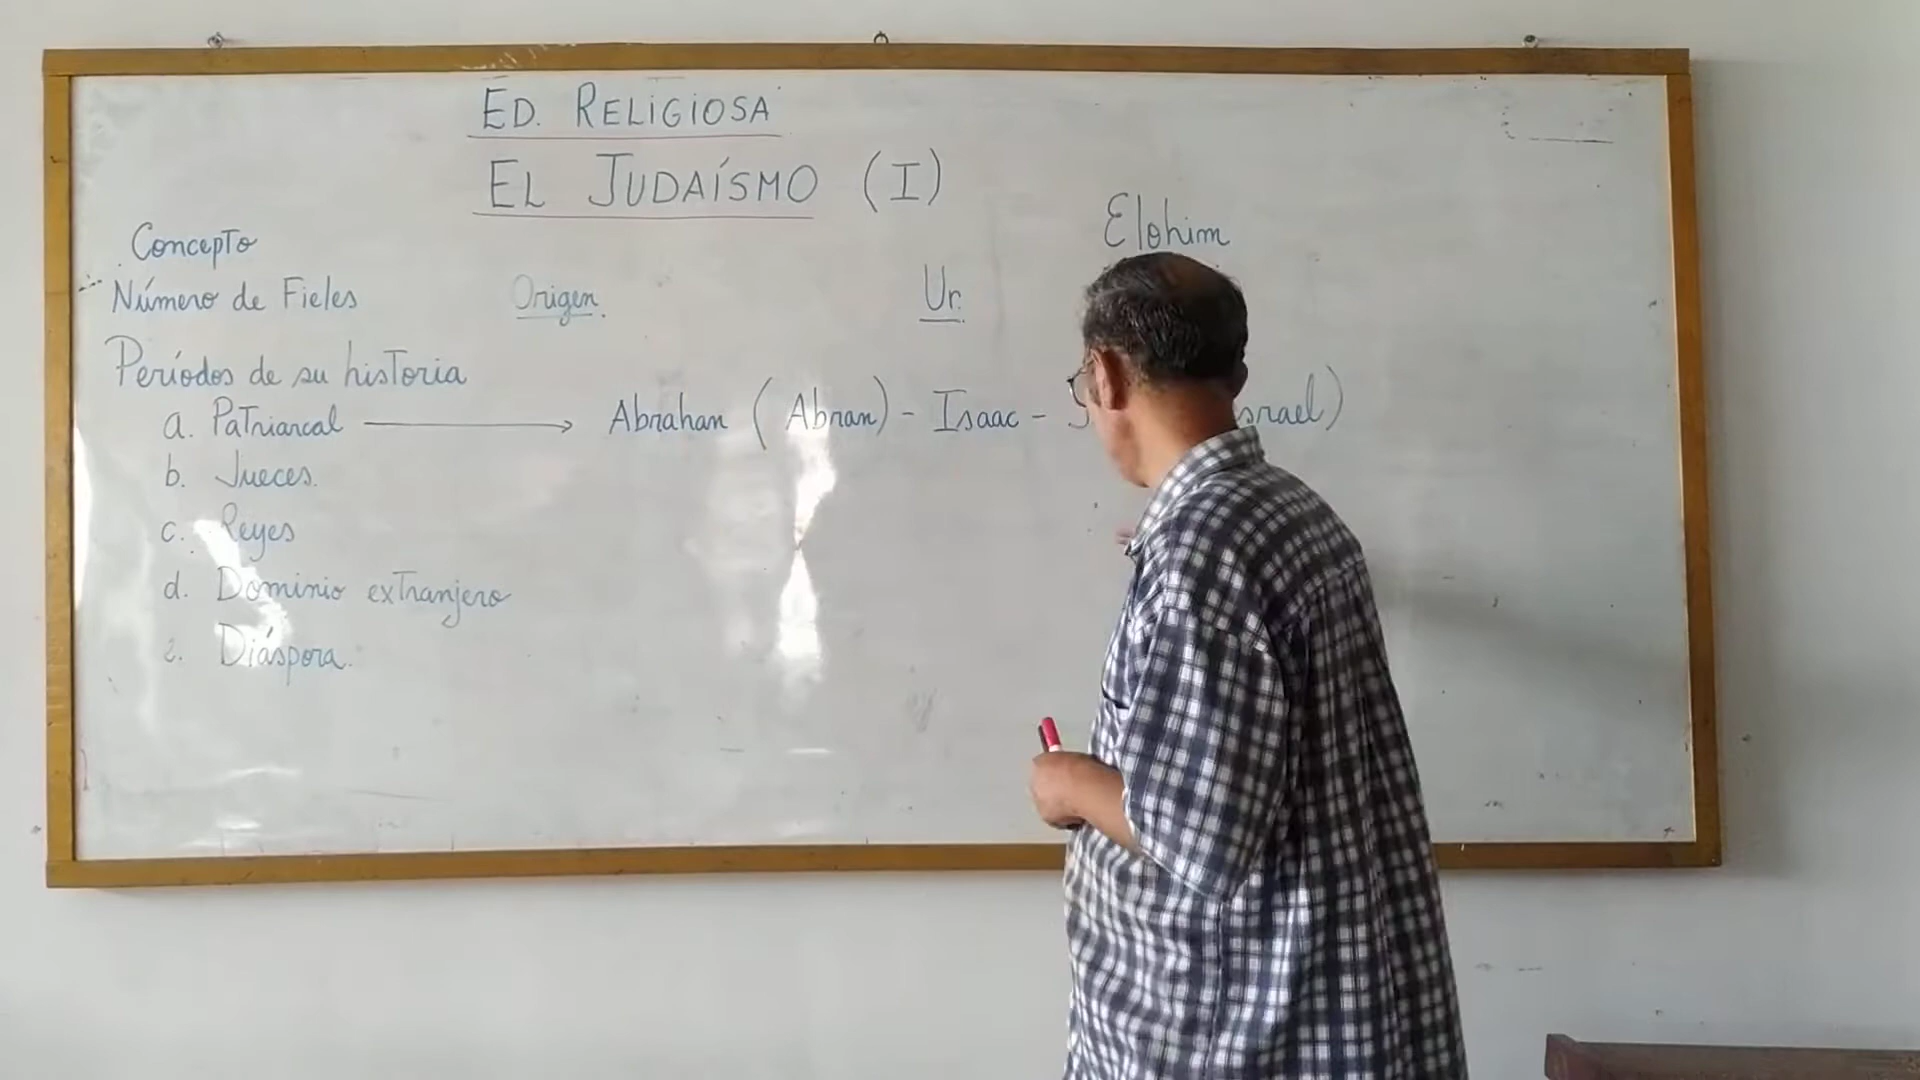 ED. RELIGIOSA
EL JUDAÍSMO (I)
Elohim
Concepto
Número de Fieles Origen. Ur.
Períodos de su historia
a. Patriarcal → Abrahan (Abran) - Isaac - srael)
b. Jueces.
c. Reyes
d. Dominio extranjero
e. Diáspora.